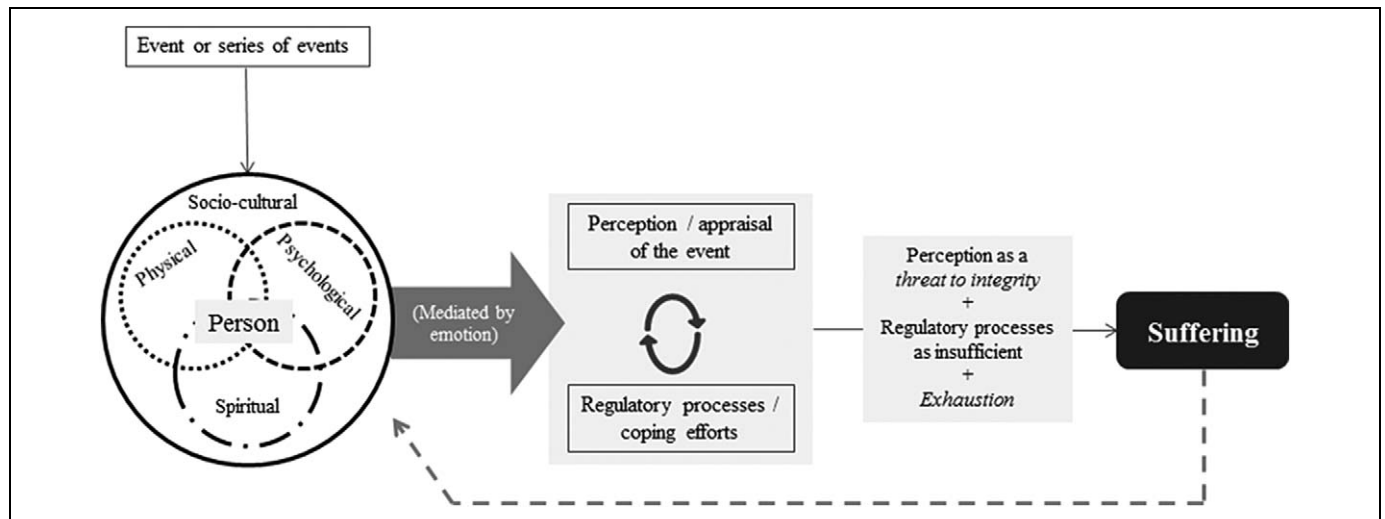 Event or series of events
Socio-cultural
Physical
Psychological
Person
Spiritual
(Mediated by
emotion)
Perception / appraisal
of the event
Regulatory processes /
coping efforts
Perception as a
threat to integrity
+
Regulatory processes
as insufficient
+
Exhaustion
Suffering